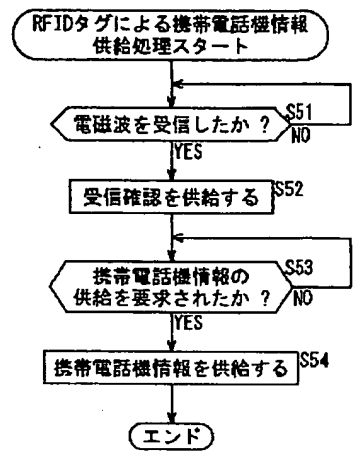 RFIDタグによる携帯電話機情報
供給処理スタート
電磁波を受信したか ?
S51
NO
YES
受信確認を供給する
S52
携帯電話機情報の
供給を要求されたか ?
S53
NO
YES
携帯電話機情報を供給する
S54
エンド